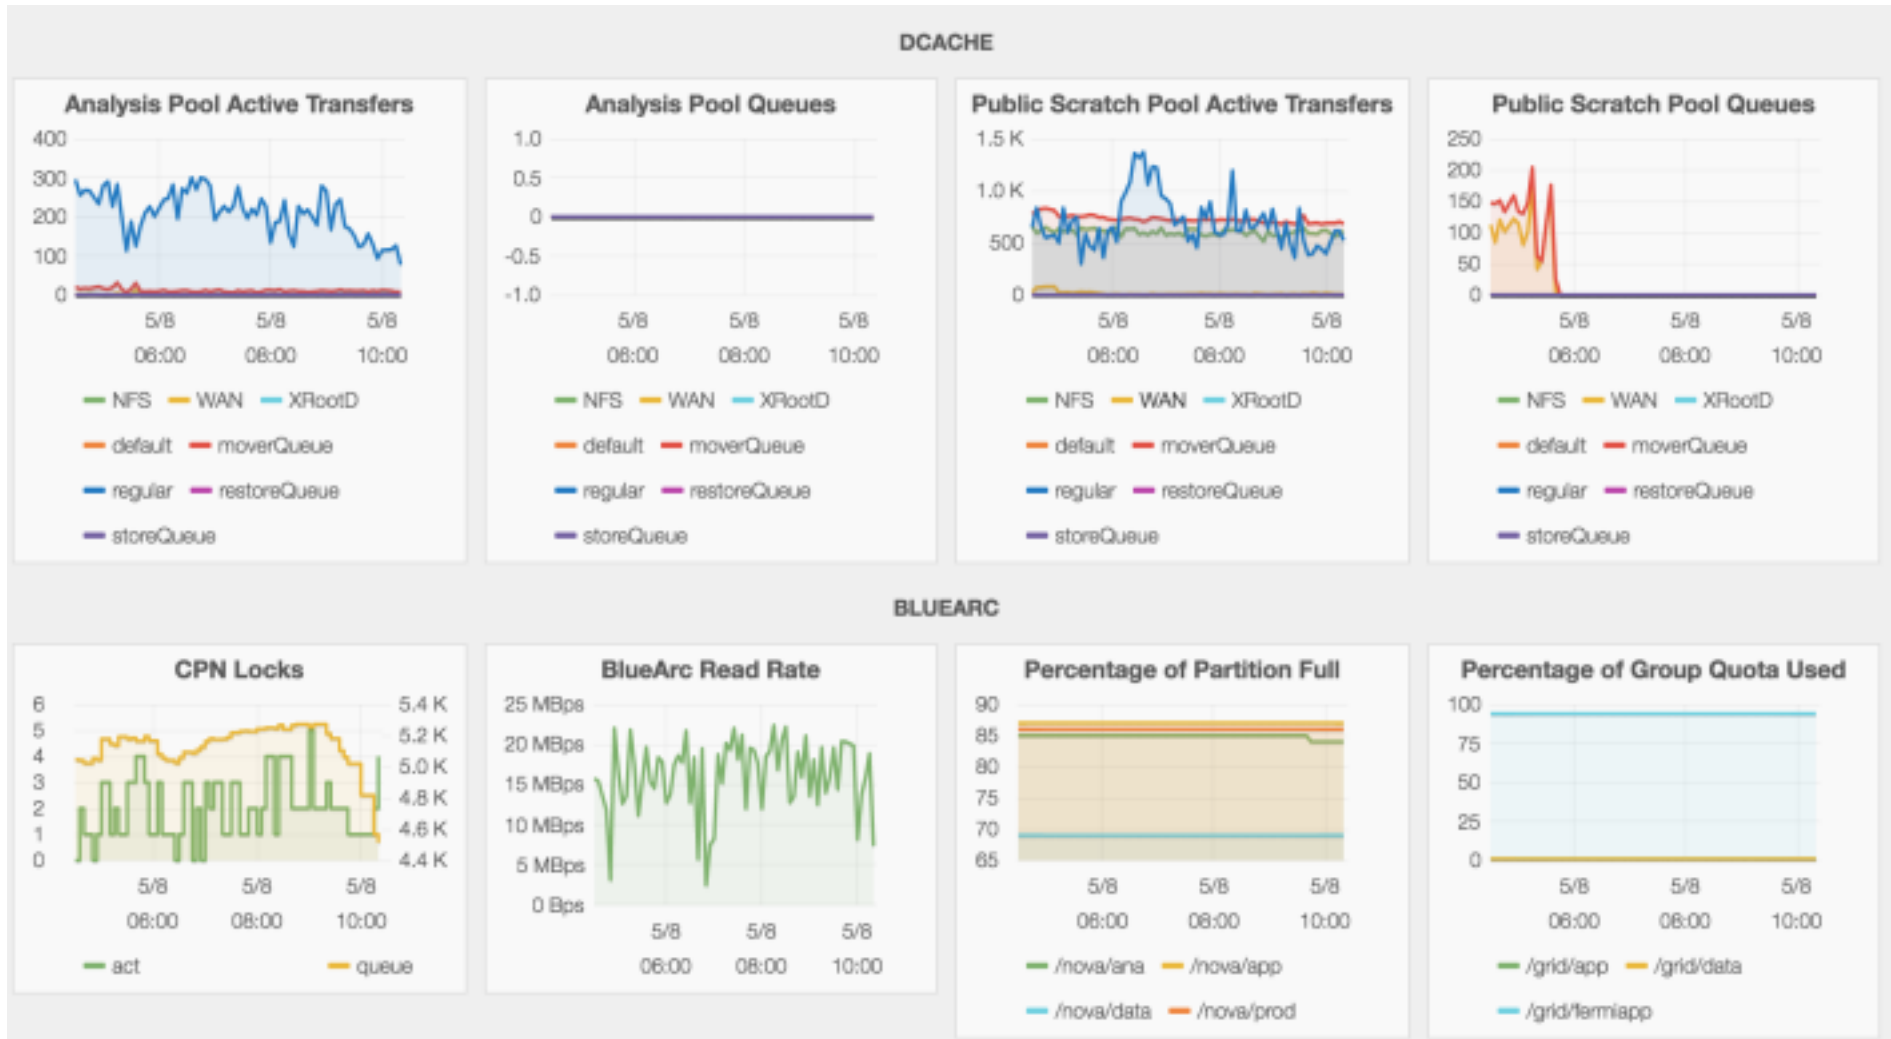 DCACHE
Analysis Pool Active Transfers
400
300
200
100
0
5/8 5/8 5/8
06:00 08:00 10:00
NFS WAN XRootD
default moverQueue
regular restoreQueue
storeQueue
Analysis Pool Queues
1.0
0.5
0
-0.5
-1.0
5/8 5/8 5/8
06:00 08:00 10:00
NFS WAN XRootD
default moverQueue
regular restoreQueue
storeQueue
Public Scratch Pool Active Transfers
1.5 K
1.0 K
500
0
5/8 5/8 5/8
06:00 08:00 10:00
NFS WAN XRootD
default moverQueue
regular restoreQueue
storeQueue
Public Scratch Pool Queues
250
200
150
100
50
0
5/8 5/8 5/8
06:00 08:00 10:00
NFS WAN XRootD
default moverQueue
regular restoreQueue
storeQueue
BLUEARC
CPN Locks
6 5.4 K
5 5.2 K
4 5.0 K
3 4.8 K
2 4.6 K
1 4.4 K
0
5/8 5/8 5/8
06:00 08:00 10:00
act queue
BlueArc Read Rate
25 MBps
20 MBps
15 MBps
10 MBps
5 MBps
0 Bps
5/8 5/8 5/8
06:00 08:00 10:00
Percentage of Partition Full
90
85
80
75
70
65
5/8 5/8 5/8
06:00 08:00 10:00
/nova/ana /nova/app
/nova/data /nova/prod
Percentage of Group Quota Used
100
75
50
25
0
5/8 5/8 5/8
06:00 08:00 10:00
/grid/app /grid/data
/grid/fermiapp